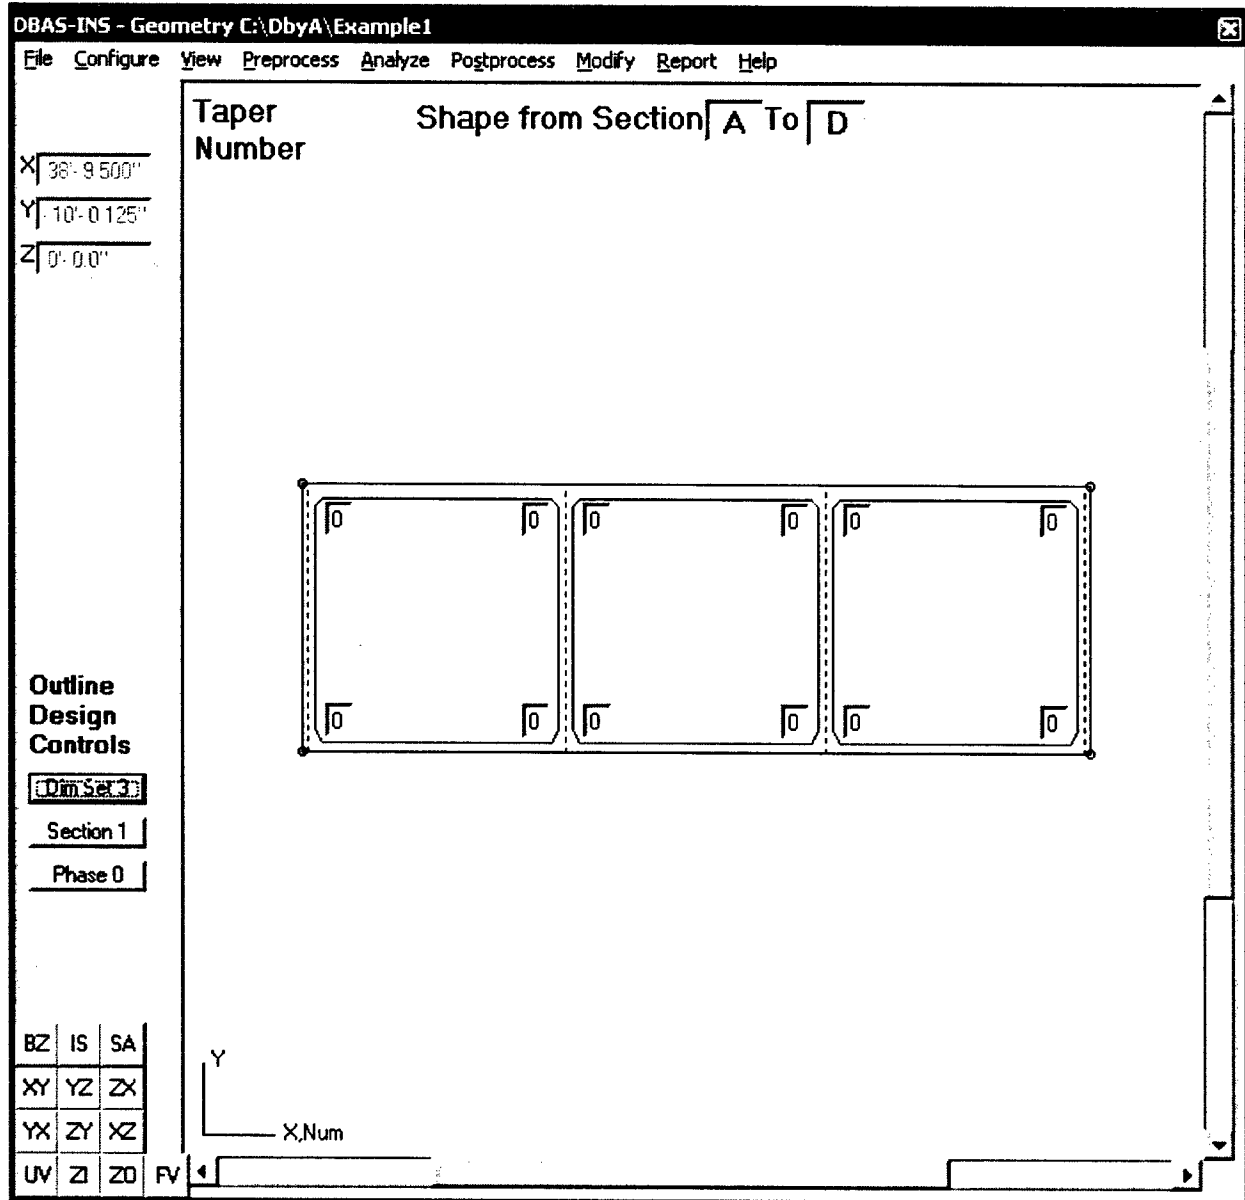 DBAS-INS - Geometry C:\DbyA\Example1
File Configure View Preprocess Analyze Postprocess Modify Report Help
Taper
Number
Shape from Section A To D
X 38'- 9.500"
Y - 10'- 0.125"
Z 0'- 0.0"
0 0 0 0 0 0
0 0 0 0 0 0
Outline
Design
Controls
Dim Set 3
Section 1
Phase 0
BZ IS SA
XY YZ ZX
YX ZY XZ
UV ZI ZO FV
Y
X,Num